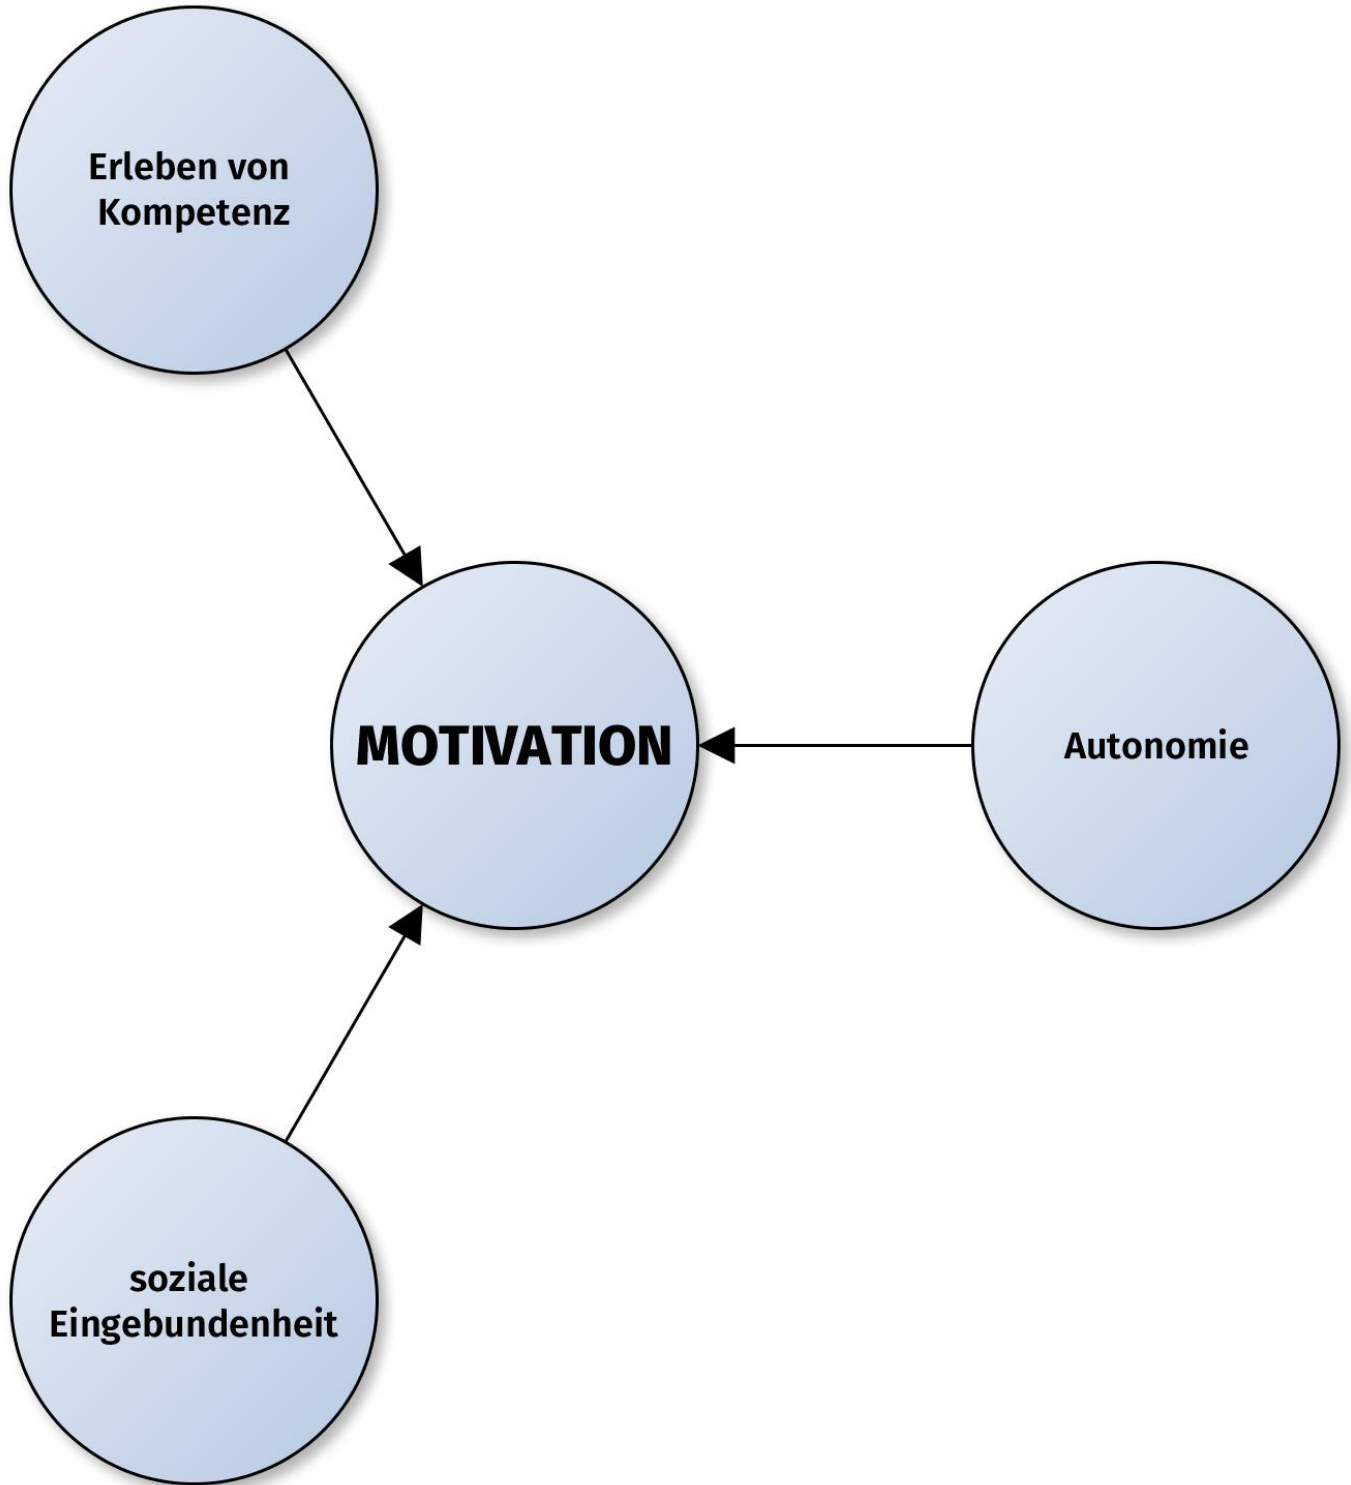 Erleben von
Kompetenz
MOTIVATION
Autonomie
soziale
Eingebundenheit